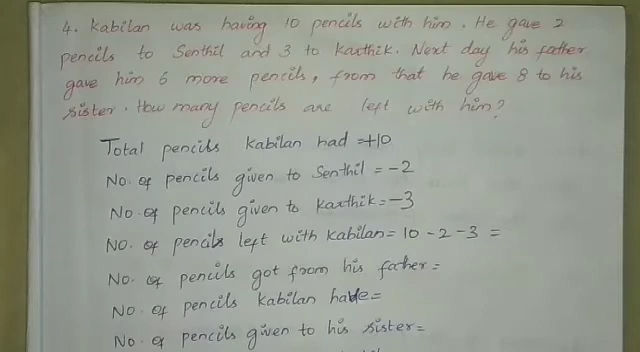 4. Kabilan was having 10 pencils with him. He gave 2
pencils to Senthil and 3 to Karthik. Next day his father
gave him 6 more pencils, from that he gave 8 to his
sister. How many pencils are left with him?
Total pencils Kabilan had = +10
No. of pencils given to Senthil = -2
No. of pencils given to Karthik = -3
No. of pencils left with Kabilan = 10 - 2 - 3 =
No. of pencils got from his father =
No. of pencils Kabilan have =
No. of pencils given to his sister =